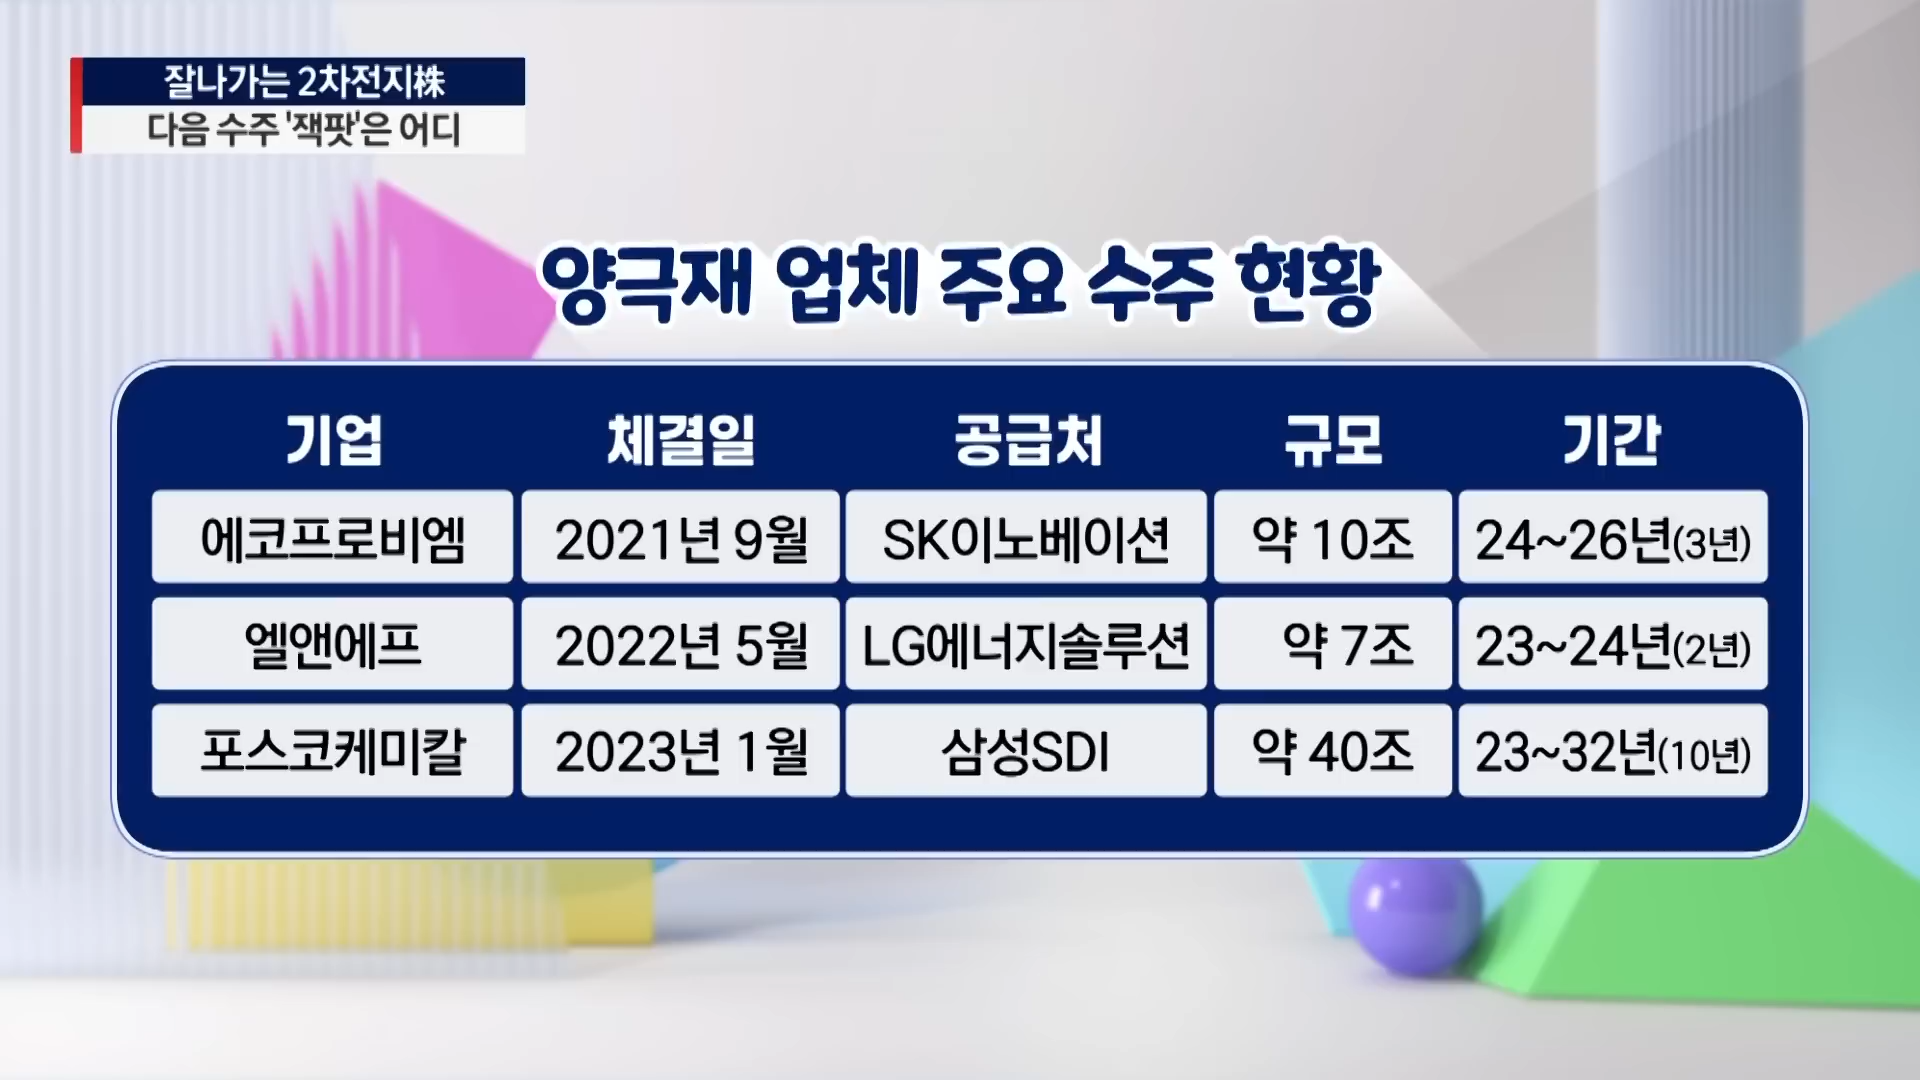 잘나가는 2차전지株
다음 수주 '잭팟'은 어디
양극재 업체 주요 수주 현황
기업 체결일 공급처 규모 기간
에코프로비엠 2021년 9월 SK이노베이션 약 10조 24~26년(3년)
엘앤에프 2022년 5월 LG에너지솔루션 약 7조 23~24년(2년)
포스코케미칼 2023년 1월 삼성SDI 약 40조 23~32년(10년)